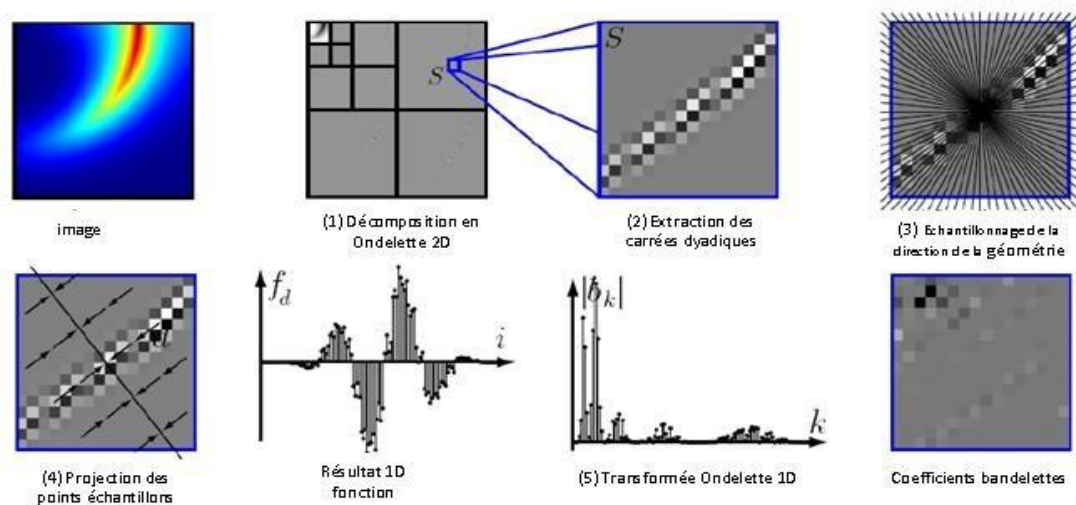 S
S
image
(1) Décomposition en
Ondelette 2D
(2) Extraction des
carrées dyadiques
(3) Echantillonnage de la
direction de la géométrie
f_d
i
|b_k|
k
d
(4) Projection des
points échantillons
Résultat 1D
fonction
(5) Transformée Ondelette 1D
Coefficients bandelettes